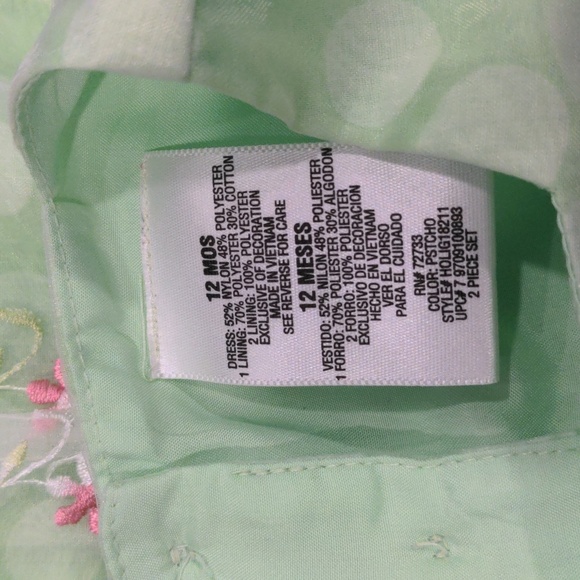 12 MOS
DRESS: 52% NYLON 48% POLYESTER
1 LINING: 70% POLYESTER 30% COTTON
2 LINING: 100% POLYESTER
EXCLUSIVE OF DECORATION
MADE IN VIETNAM
SEE REVERSE FOR CARE
12 MESES
VESTIDO: 52% NILON 48% POLIESTER
1 FORRO: 70% POLIESTER 30% ALGODON
2 FORRO: 100% POLIESTER
EXCLUSIVO DE DECORACION
HECHO EN VIETNAM
VER EL DORSO
PARA EL CUIDADO
RN# 72733
COLOR: PSTCHO
STYLE# HOLIG18211
UPC# 7 9709100893
2 PIECE SET